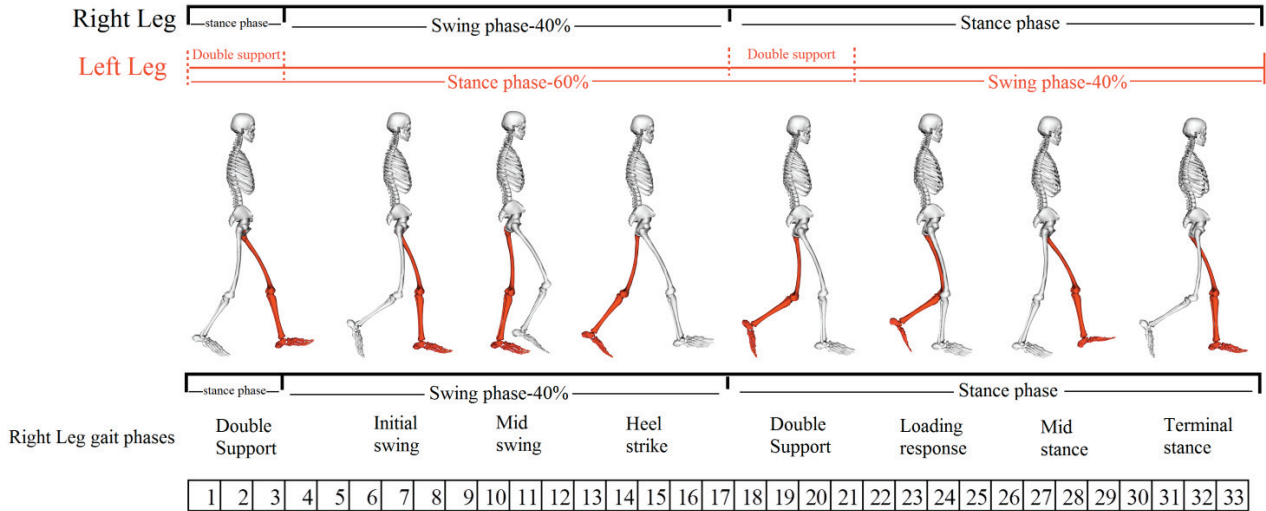 Right Leg
stance phase
Swing phase-40%
Stance phase
Left Leg
Double support
Double support
Stance phase-60%
Swing phase-40%
stance phase
Swing phase-40%
Stance phase
Right Leg gait phases
Double
Support
Initial
swing
Mid
swing
Heel
strike
Double
Support
Loading
response
Mid
stance
Terminal
stance
1 2 3 4 5 6 7 8 9 10 11 12 13 14 15 16 17 18 19 20 21 22 23 24 25 26 27 28 29 30 31 32 33